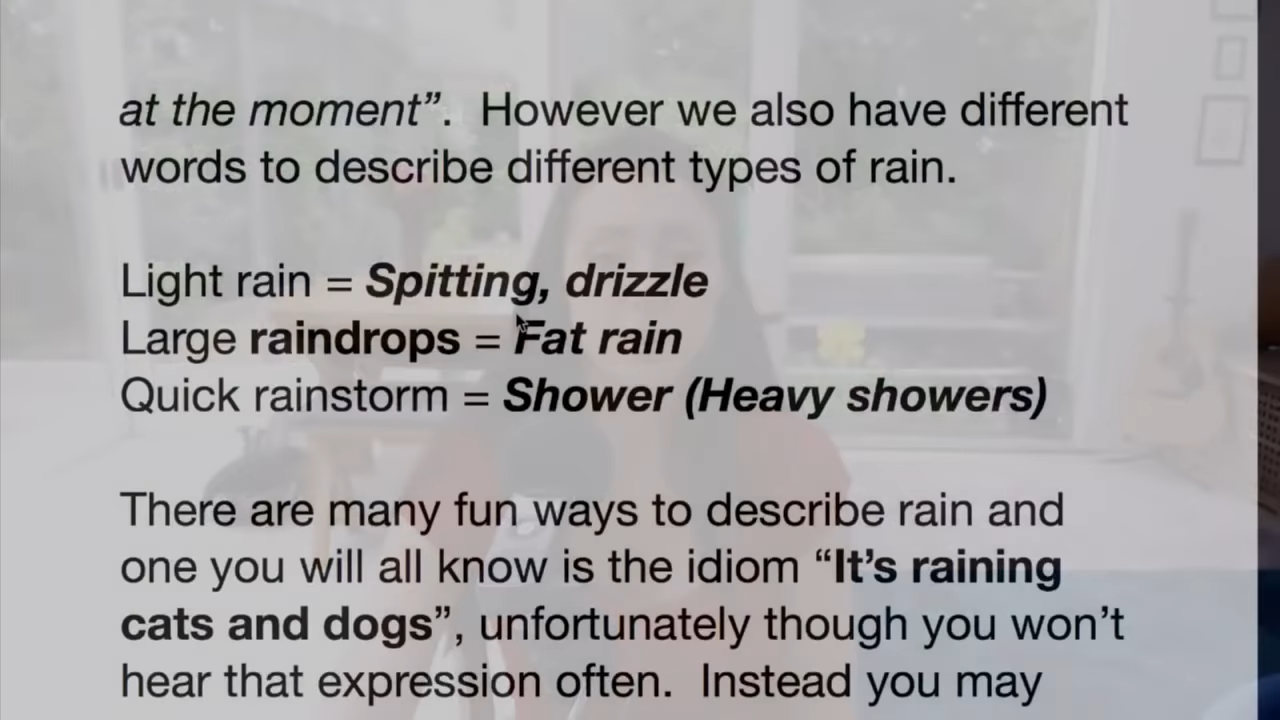 at the moment”.  However we also have different
words to describe different types of rain.
Light rain = Spitting, drizzle
Large raindrops = Fat rain
Quick rainstorm = Shower (Heavy showers)
There are many fun ways to describe rain and
one you will all know is the idiom “It’s raining
cats and dogs”, unfortunately though you won’t
hear that expression often.  Instead you may